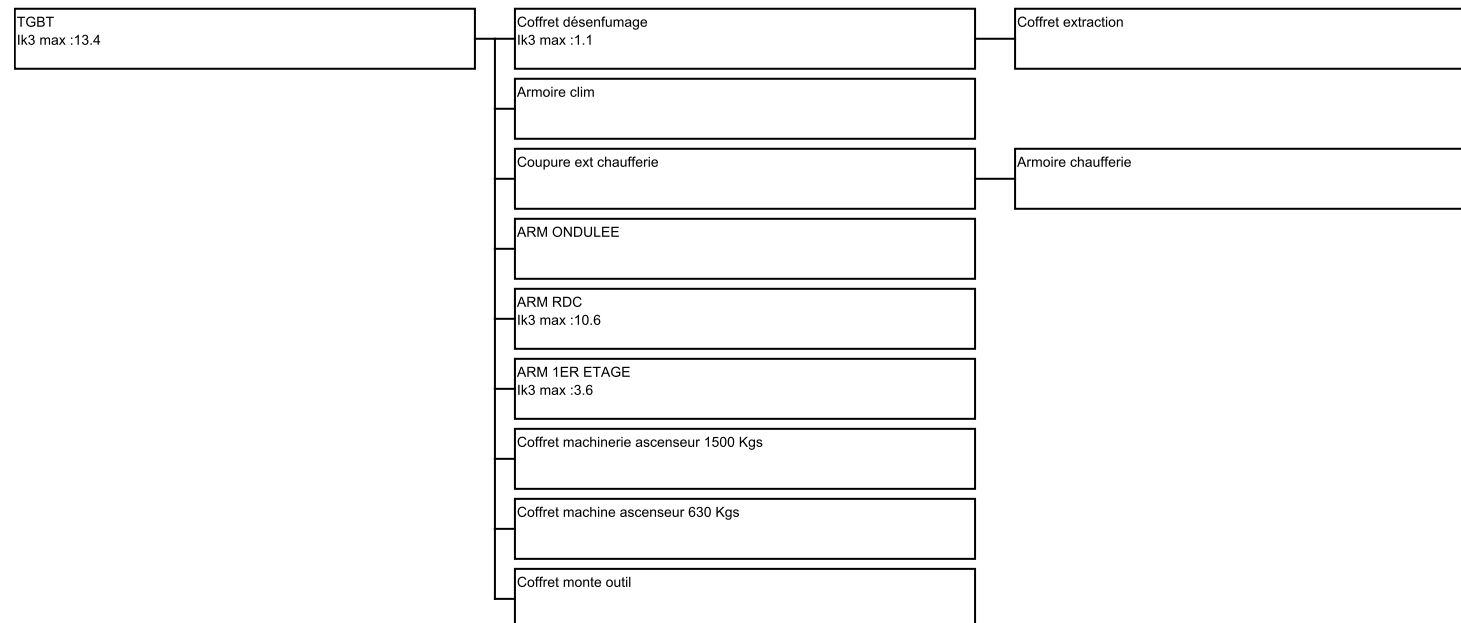 TGBT
Ik3 max :13.4
Coffret désenfumage
Ik3 max :1.1
Coffret extraction
Armoire clim
Coupure ext chaufferie
Armoire chaufferie
ARM ONDULEE
ARM RDC
Ik3 max :10.6
ARM 1ER ETAGE
Ik3 max :3.6
Coffret machinerie ascenseur 1500 Kgs
Coffret machine ascenseur 630 Kgs
Coffret monte outil